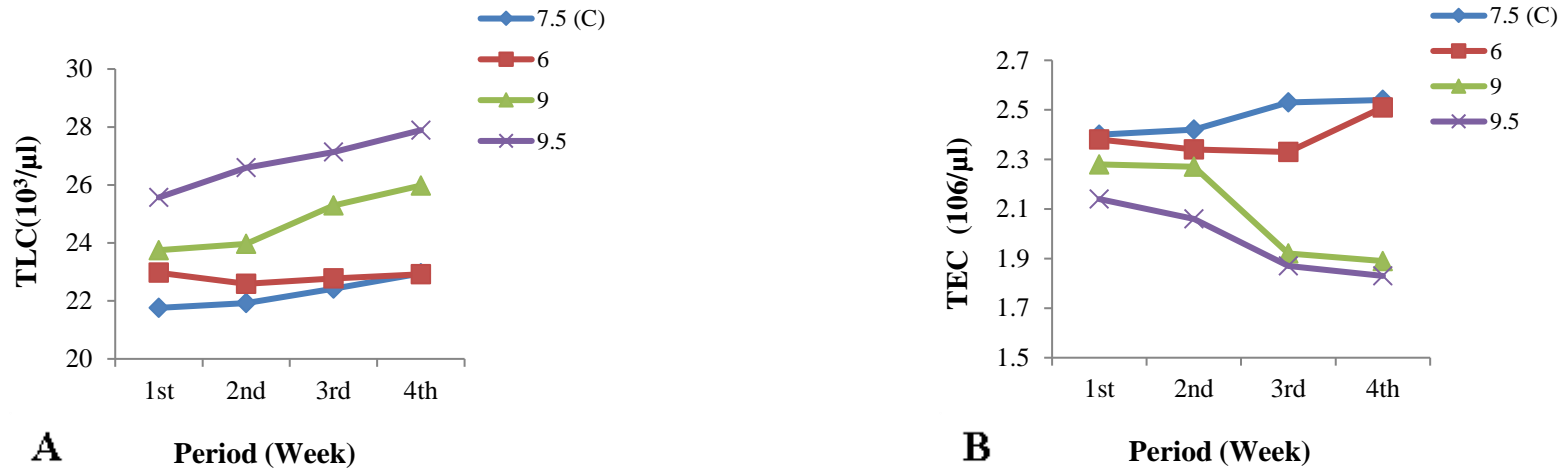 7.5 (C)
6
9
9.5
30
28
26
24
22
20
TLC(10³/µl)
1st 2nd 3rd 4th
A Period (Week)
7.5 (C)
6
9
9.5
2.7
2.5
2.3
2.1
1.9
1.7
1.5
TEC (106/µl)
1st 2nd 3rd 4th
B Period (Week)